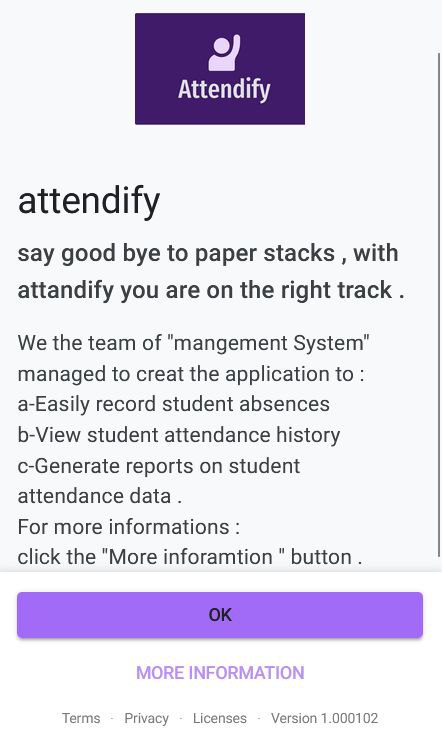 Attendify
attendify
say good bye to paper stacks , with
attandify you are on the right track .
We the team of "mangement System"
managed to creat the application to :
a-Easily record student absences
b-View student attendance history
c-Generate reports on student
attendance data .
For more informations :
click the "More inforamtion " button .
OK
MORE INFORMATION
Terms · Privacy · Licenses · Version 1.000102